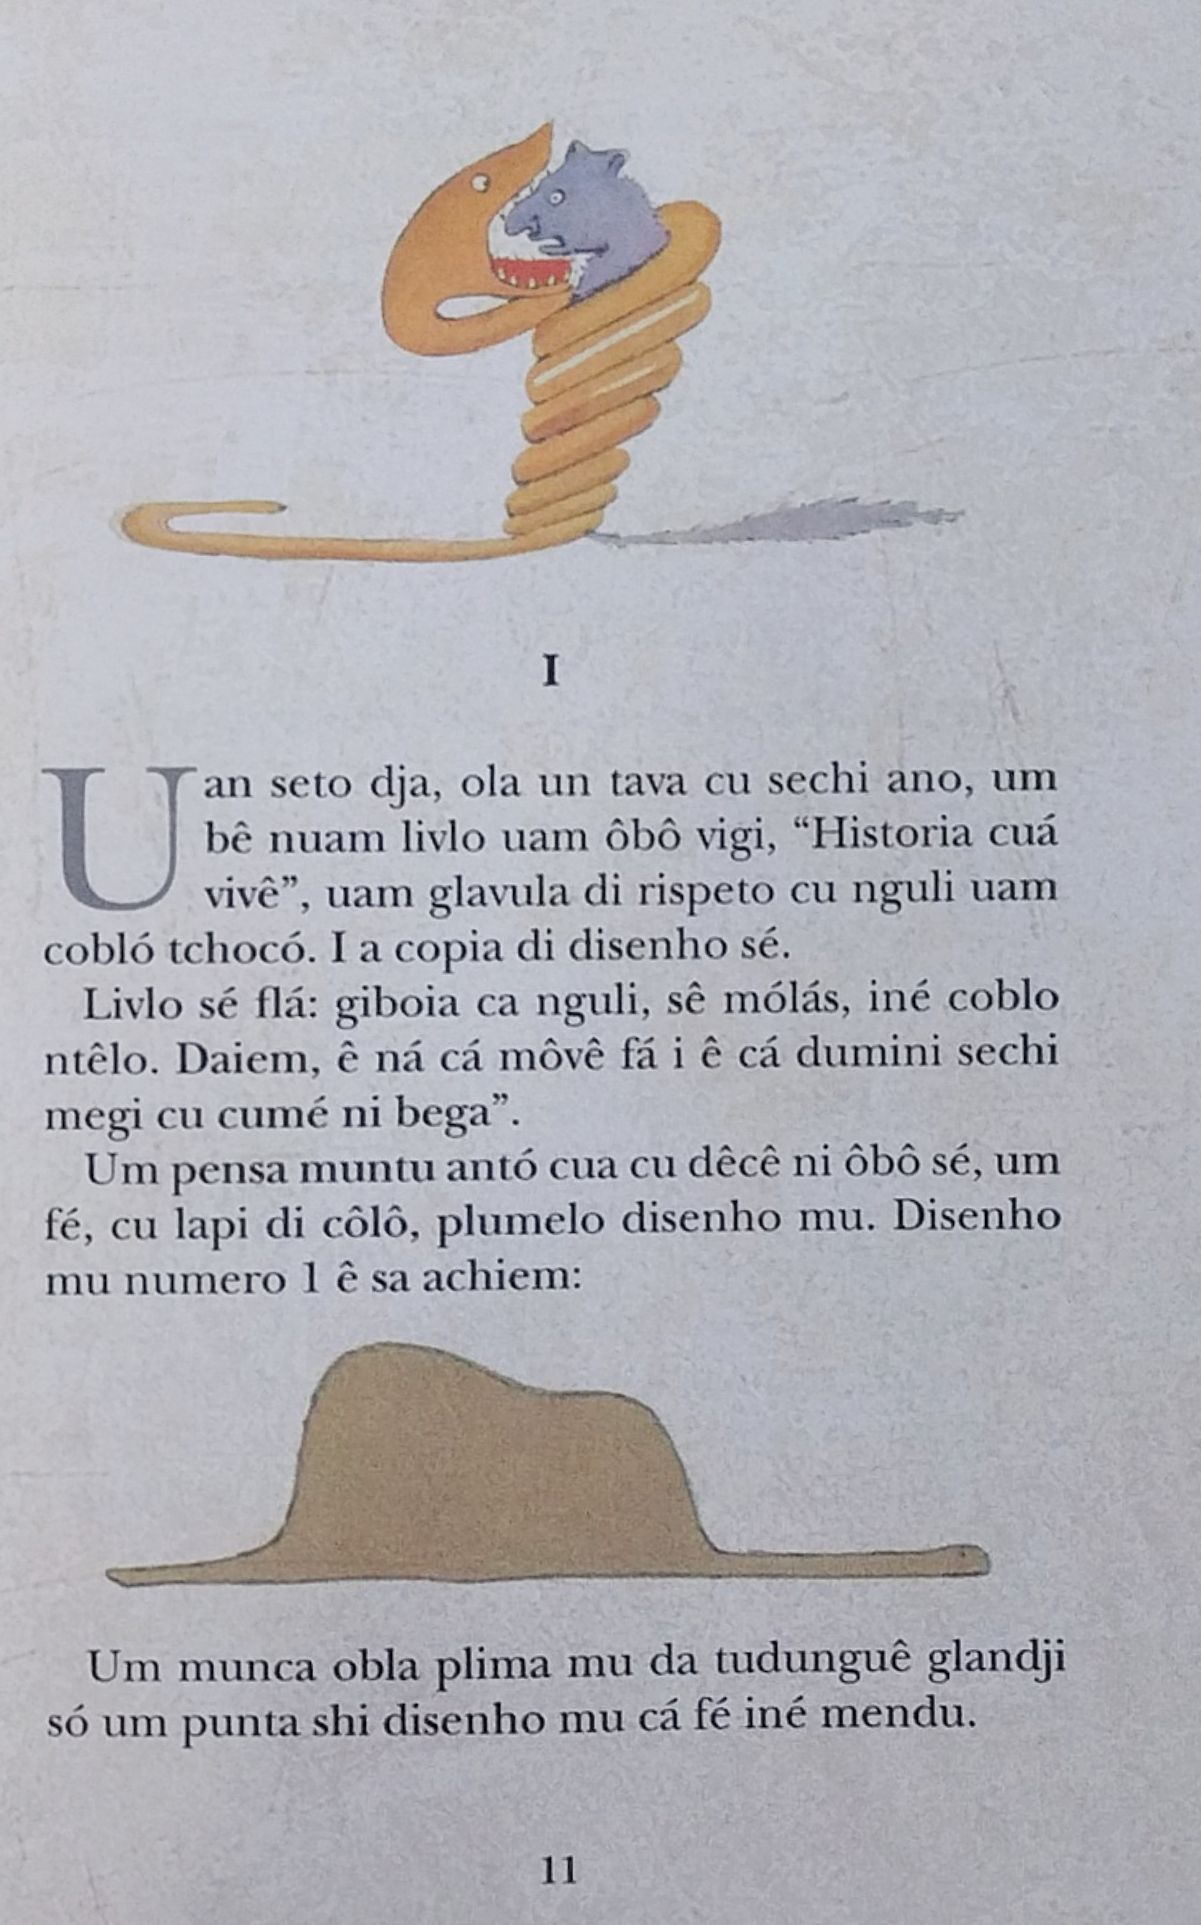 I
Uan seto dja, ola un tava cu sechi ano, um
bê nuam livlo uam ôbô vigi, “Historia cuá
vivê”, uam glavula di rispeto cu nguli uam
cobló tchocó. I a copia di disenho sé.
Livlo sé flá: giboia ca nguli, sê mólás, iné coblo
ntêlo. Daiem, ê ná cá môvê fá i ê cá dumini sechi
megi cu cumé ni bega”.
Um pensa muntu antó cua cu dêcê ni ôbô sé, um
fé, cu lapi di côlô, plumelo disenho mu. Disenho
mu numero 1 ê sa achiem:
Um munca obla plima mu da tudunguê glandji
só um punta shi disenho mu cá fé iné mendu.
11